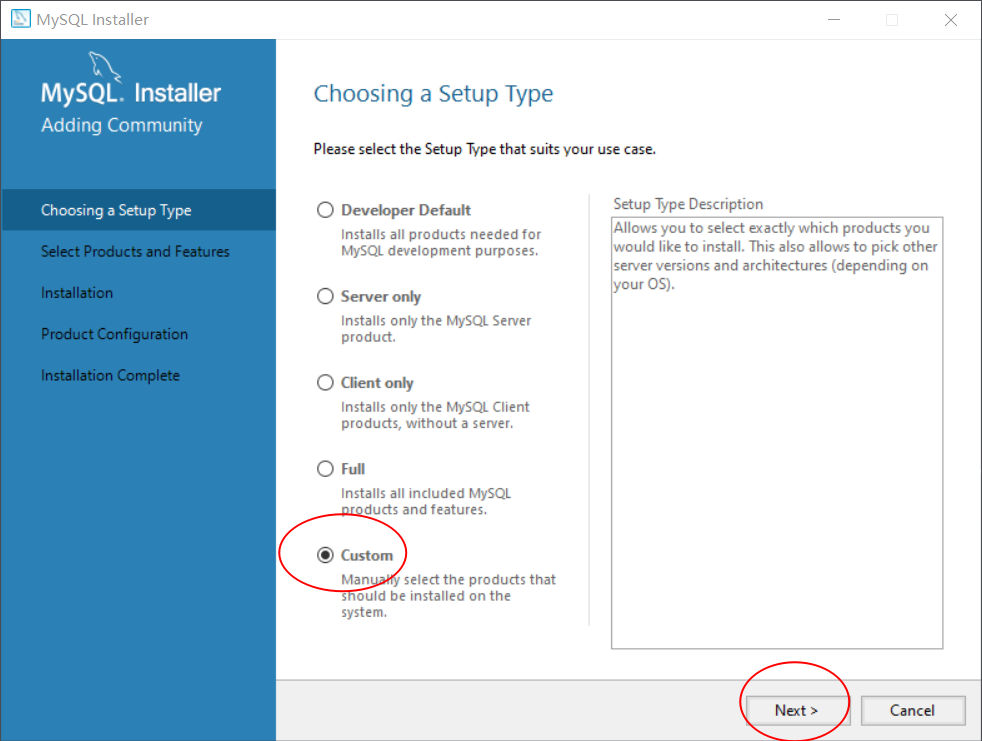 MySQL Installer
MySQL. Installer
Adding Community
Choosing a Setup Type
Select Products and Features
Installation
Product Configuration
Installation Complete
Choosing a Setup Type
Please select the Setup Type that suits your use case.
Developer Default
Installs all products needed for
MySQL development purposes.
Server only
Installs only the MySQL Server
product.
Client only
Installs only the MySQL Client
products, without a server.
Full
Installs all included MySQL
products and features.
Custom
Manually select the products that
should be installed on the
system.
Setup Type Description
Allows you to select exactly which products you
would like to install. This also allows to pick other
server versions and architectures (depending on
your OS).
Next >
Cancel